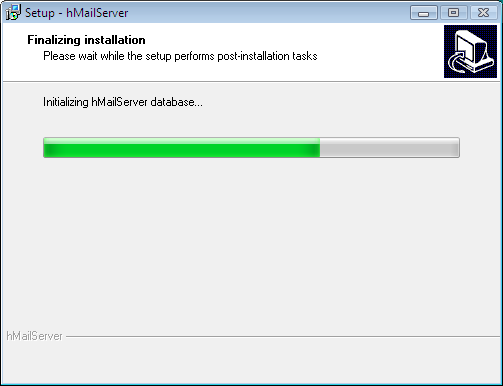 Setup - hMailServer
Finalizing installation
Please wait while the setup performs post-installation tasks
Initializing hMailServer database...
hMailServer